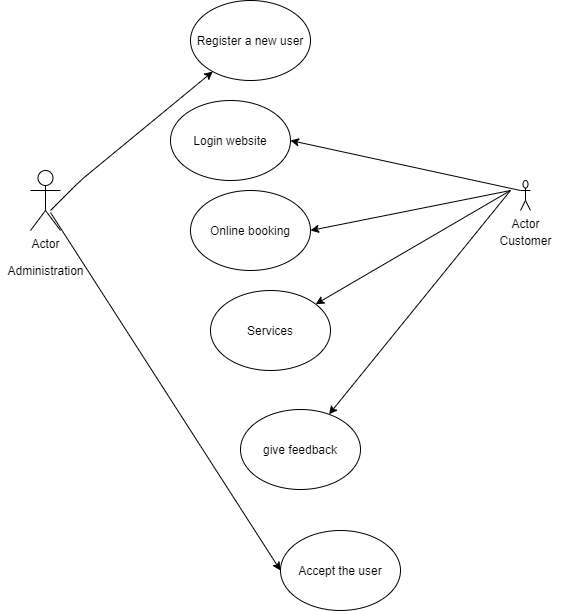 Register a new user
Login website
Online booking
Services
give feedback
Accept the user
Actor
Administration
Actor
Customer